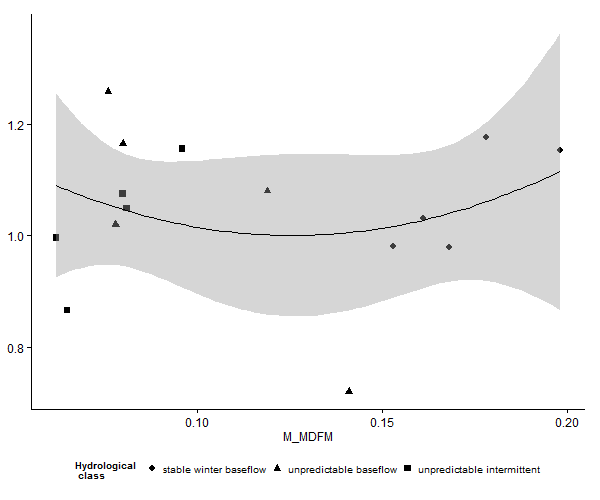 1.2
1.0
0.8
0.10 0.15 0.20
M_MDFM
Hydrological
class
stable winter baseflow unpredictable baseflow unpredictable intermittent